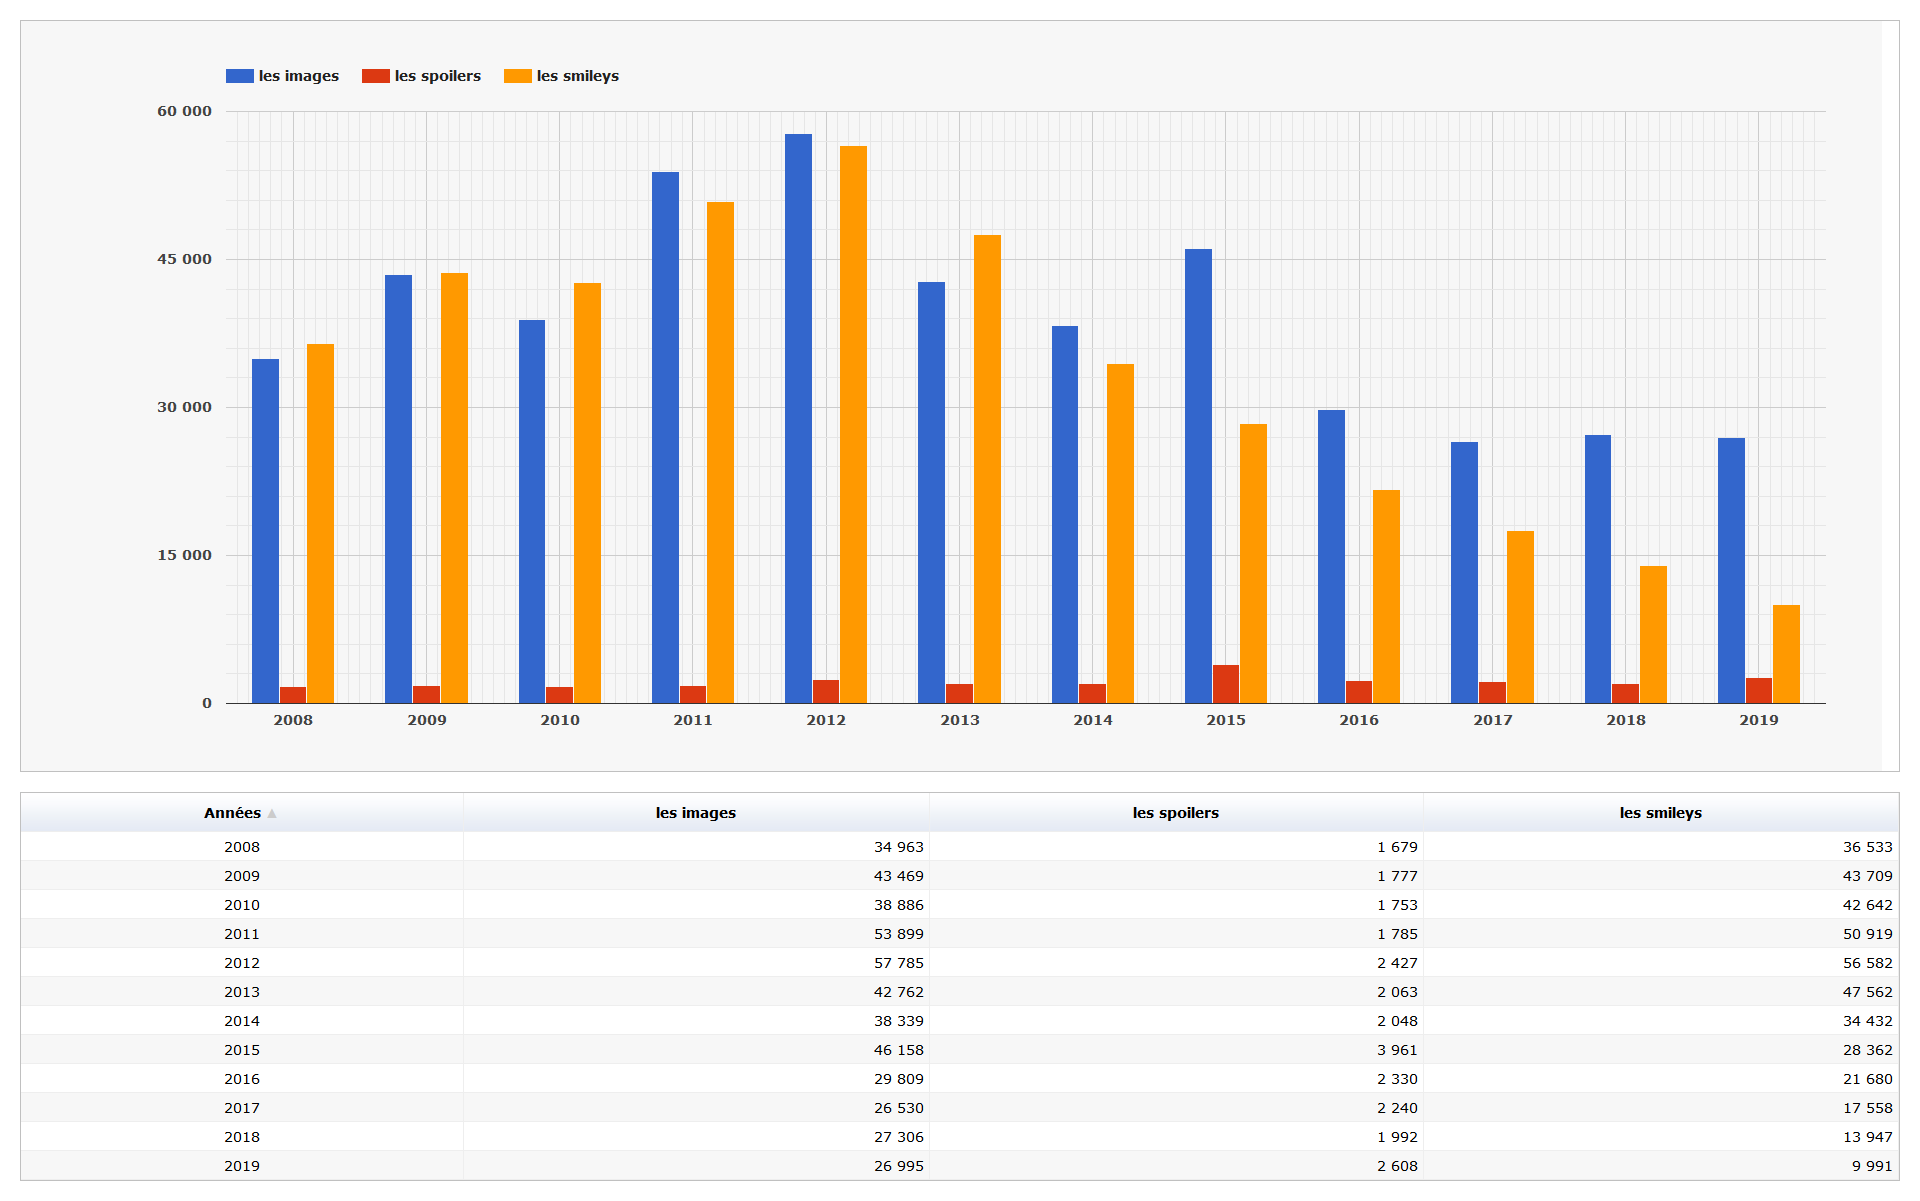 les images les spoilers les smileys
60 000
45 000
30 000
15 000
0
2008 2009 2010 2011 2012 2013 2014 2015 2016 2017 2018 2019
Années les images les spoilers les smileys
2008 34 963 1 679 36 533
2009 43 469 1 777 43 709
2010 38 886 1 753 42 642
2011 53 899 1 785 50 919
2012 57 785 2 427 56 582
2013 42 762 2 063 47 562
2014 38 339 2 048 34 432
2015 46 158 3 961 28 362
2016 29 809 2 330 21 680
2017 26 530 2 240 17 558
2018 27 306 1 992 13 947
2019 26 995 2 608 9 991